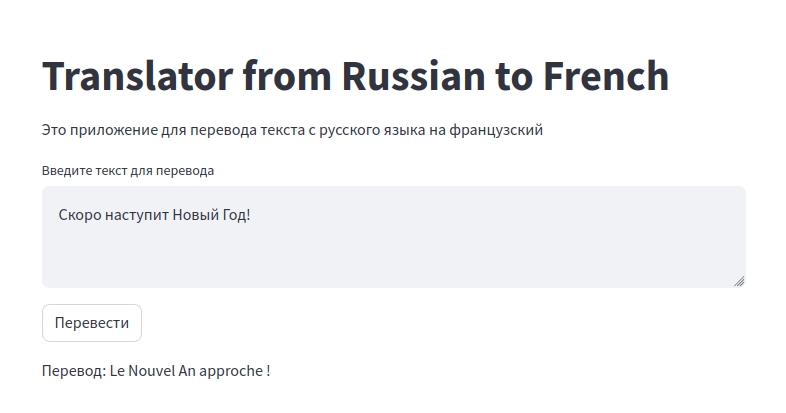 Translator from Russian to French
Это приложение для перевода текста с русского языка на французский
Введите текст для перевода
Скоро наступит Новый Год!
Перевести
Перевод: Le Nouvel An approche !